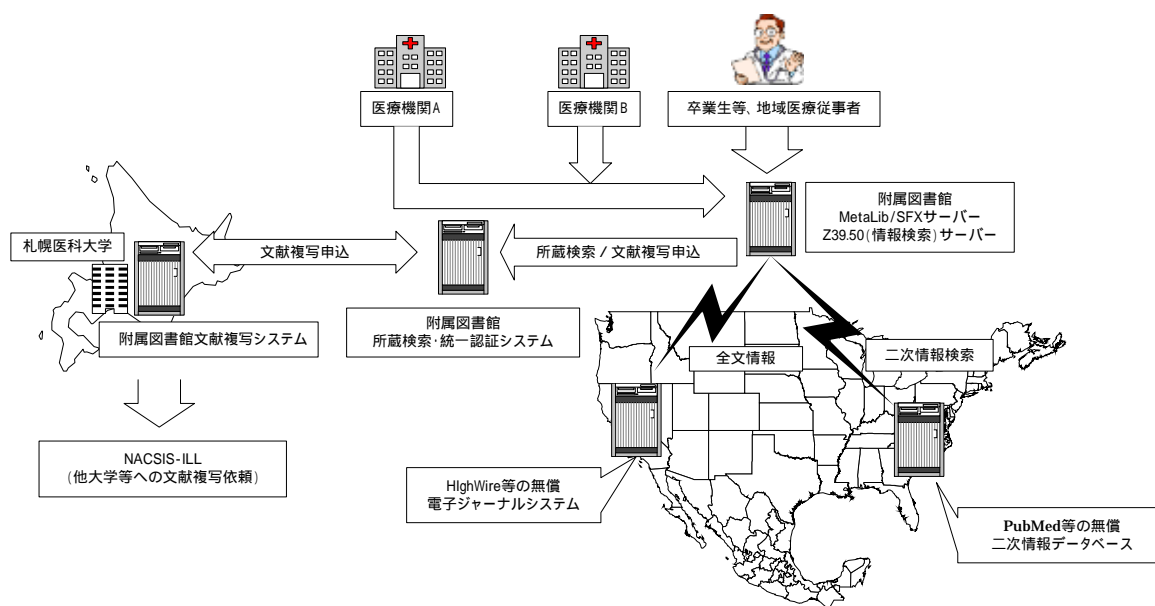 医療機関A
医療機関B
卒業生等、地域医療従事者
附属図書館
MetaLib/SFXサーバー
Z39.50(情報検索)サーバー
札幌医科大学
文献複写申込
所蔵検索 / 文献複写申込
附属図書館文献複写システム
附属図書館
所蔵検索・統一認証システム
全文情報
二次情報検索
NACSIS-ILL
(他大学等への文献複写依頼)
HIghWire等の無償
電子ジャーナルシステム
PubMed等の無償
二次情報データベース